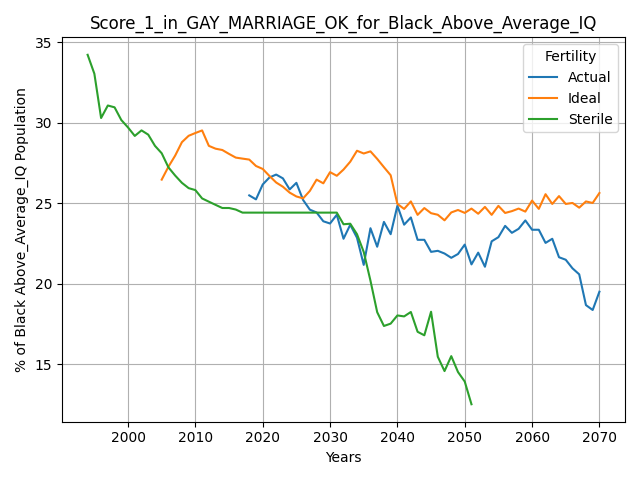 Score_1_in_GAY_MARRIAGE_OK_for_Black_Above_Average_IQ
% of Black Above_Average_IQ Population
35
30
25
20
15
Fertility
Actual
Ideal
Sterile
2000 2010 2020 2030 2040 2050 2060 2070
Years